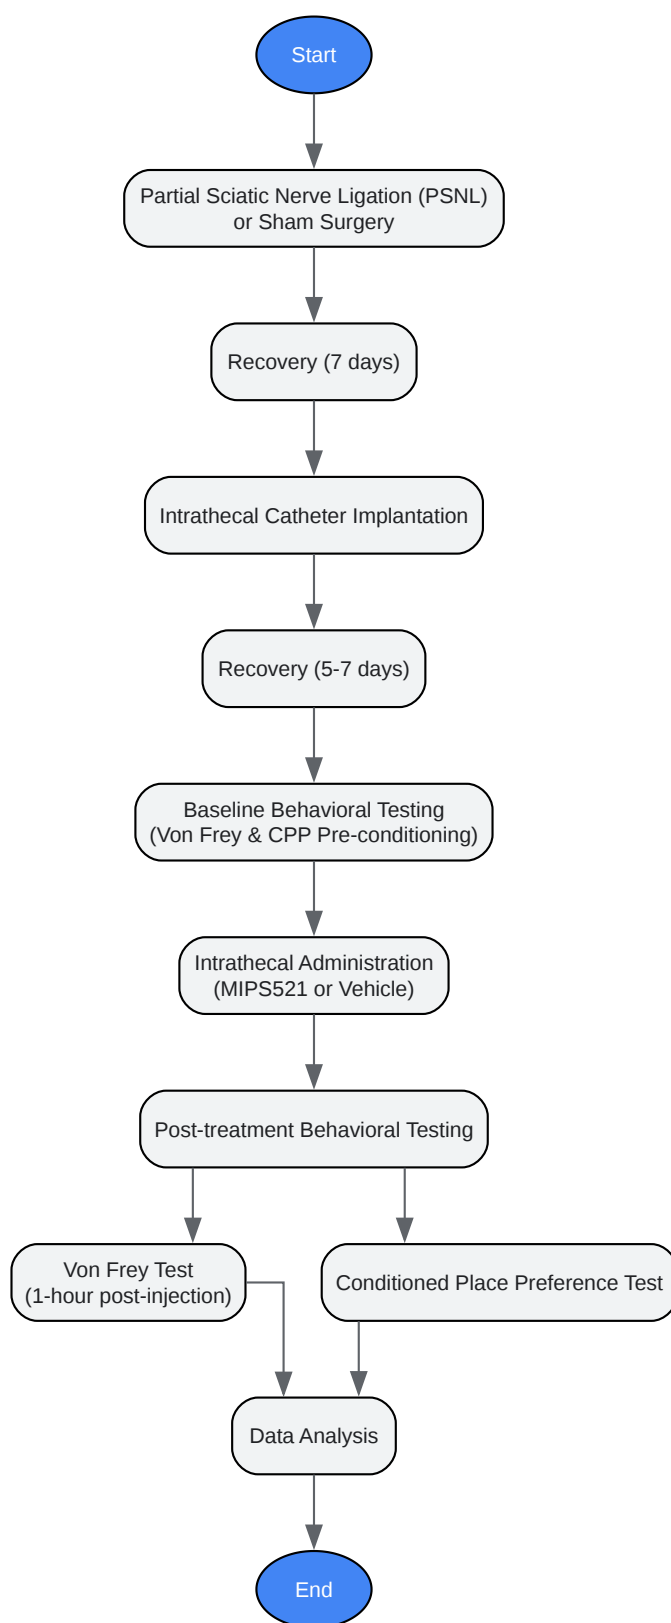 Start
Partial Sciatic Nerve Ligation (PSNL)
or Sham Surgery
Recovery (7 days)
Intrathecal Catheter Implantation
Recovery (5-7 days)
Baseline Behavioral Testing
(Von Frey & CPP Pre-conditioning)
Intrathecal Administration
(MIPS521 or Vehicle)
Post-treatment Behavioral Testing
Von Frey Test
(1-hour post-injection)
Conditioned Place Preference Test
Data Analysis
End